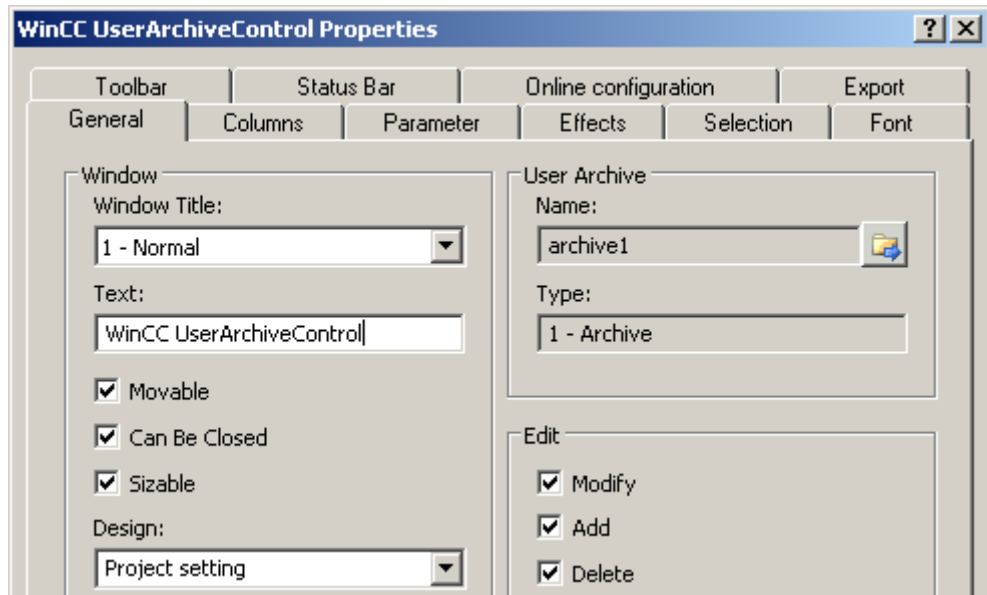 WinCC UserArchiveControl Properties
Toolbar Status Bar Online configuration Export
General Columns Parameter Effects Selection Font
Window
Window Title:
1 - Normal
Text:
WinCC UserArchiveControl
Movable
Can Be Closed
Sizable
Design:
Project setting
User Archive
Name:
archive1
Type:
1 - Archive
Edit
Modify
Add
Delete